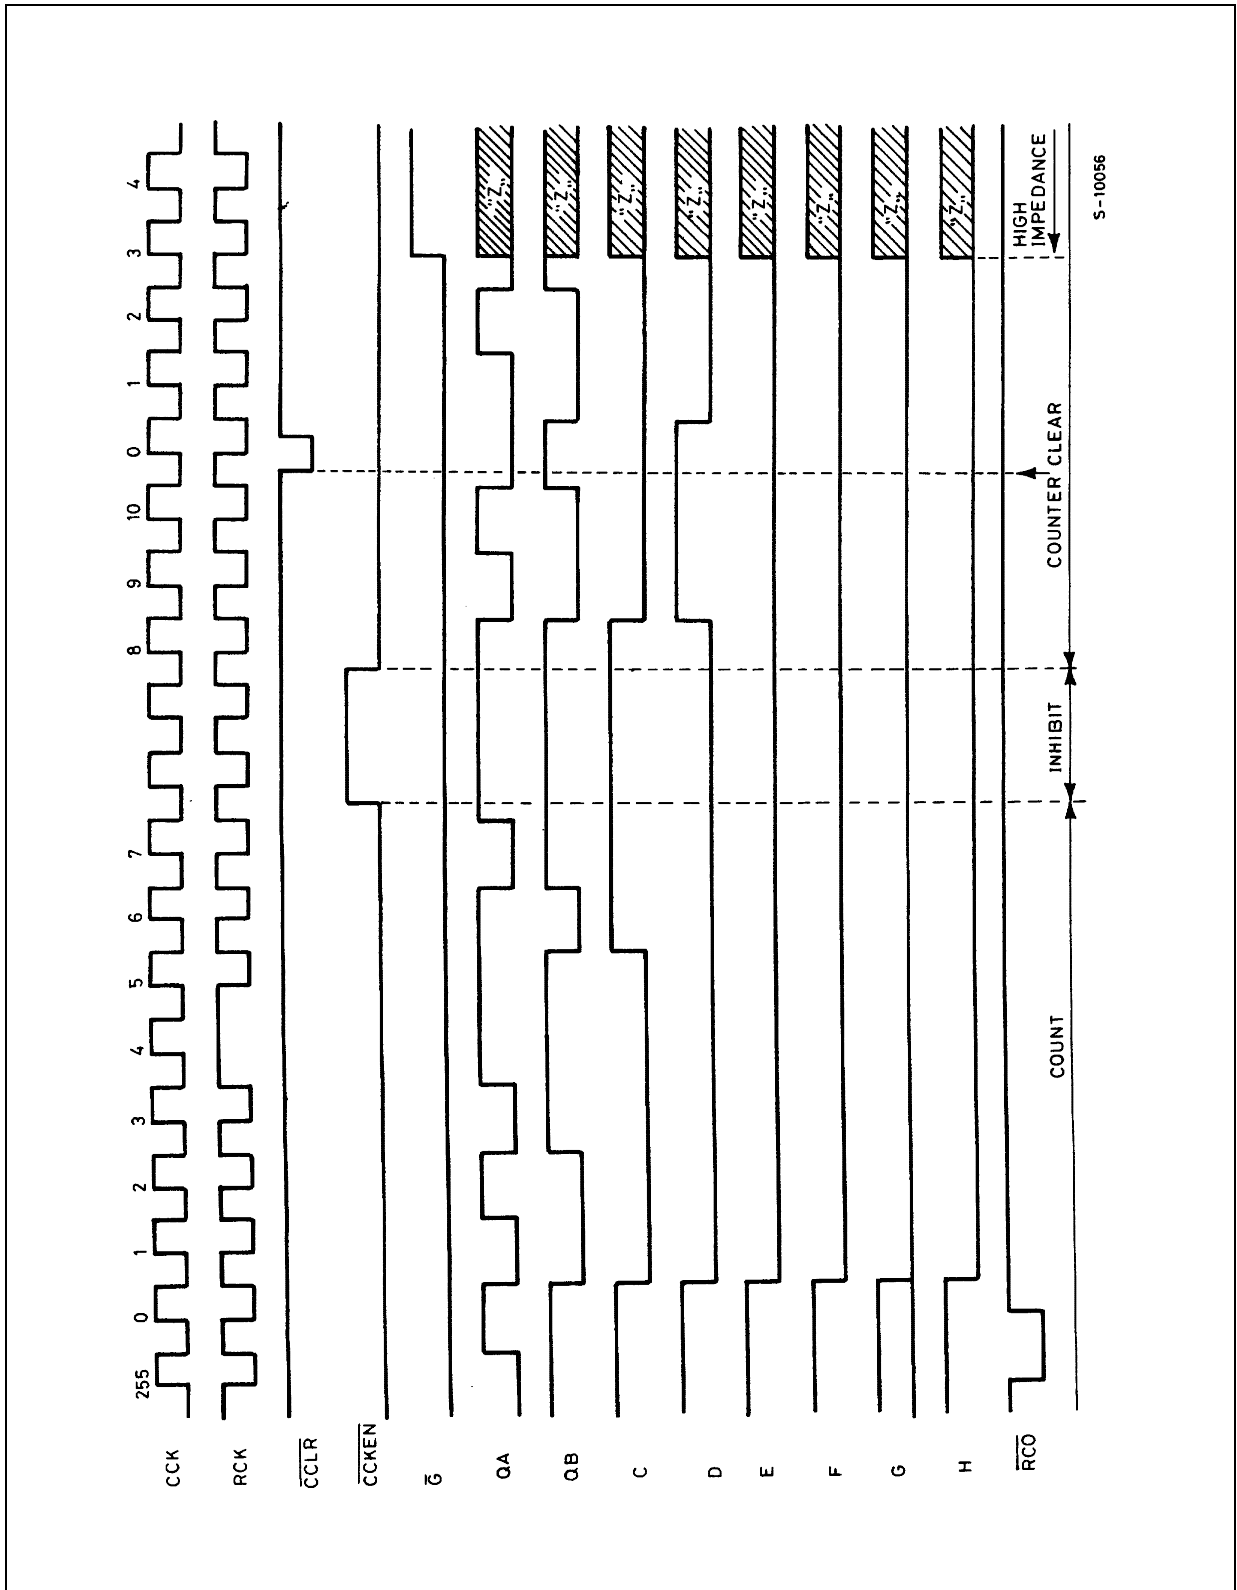 CCK
255 0 1 2 3 4 5 6 7 8 9 10 0 1 2 3 4
RCK
CCLR
CCKEN
G
QA "Z"
QB "Z"
C "Z"
D "Z"
E "Z"
F "Z"
G "Z"
H "Z"
RCO
HIGH
IMPEDANCE
COUNT INHIBIT COUNTER CLEAR
S-10056